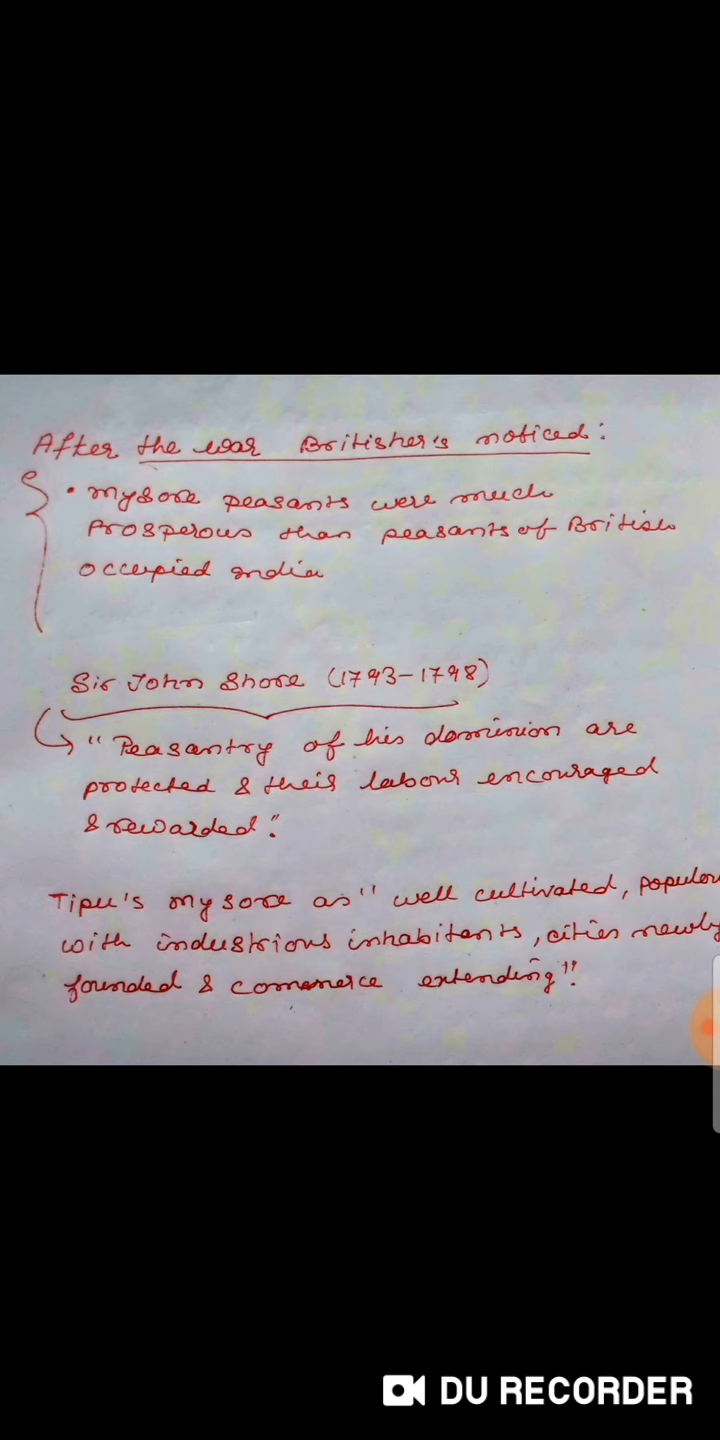 After the war Britisher's noticed:
• Mysore peasants were much
Prosperous than peasants of British
occupied India
Sir John Shore (1793-1798)
"Peasantry of his dominion are
protected & their labour encouraged
& rewarded".
Tipu's Mysore as "well cultivated, populou
with industrious inhabitants, cities newly
founded & commerce extending".
DU RECORDER